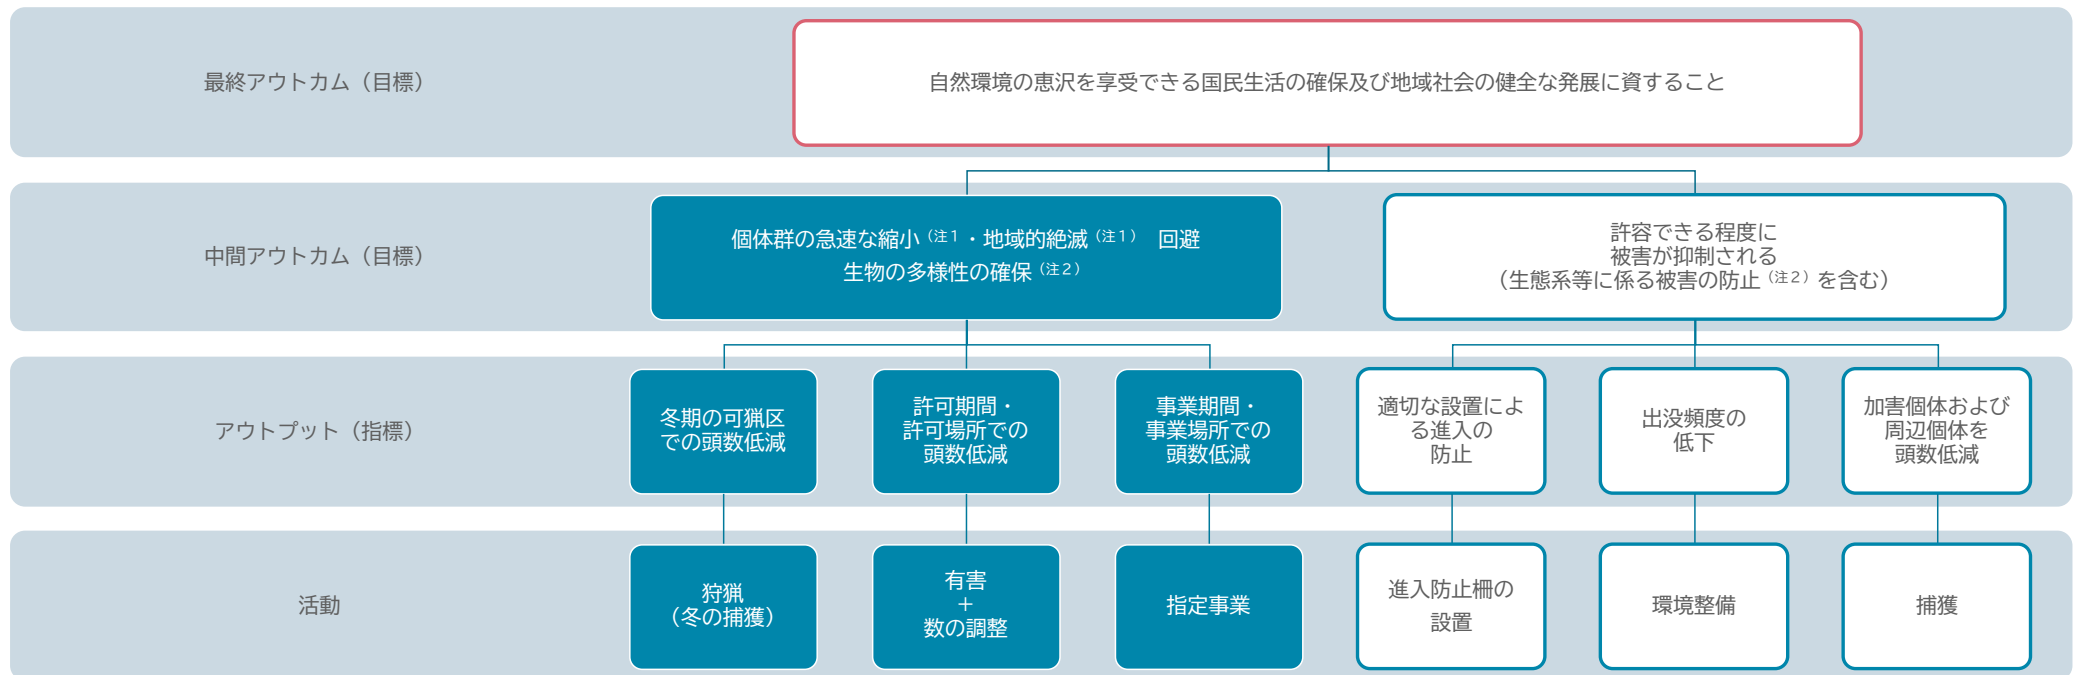 最終アウトカム（目標）
自然環境の恵沢を享受できる国民生活の確保及び地域社会の健全な発展に資すること
中間アウトカム（目標）
個体群の急速な縮小（注１・地域的絶滅（注１） 回避
生物の多様性の確保（注２）
許容できる程度に
被害が抑制される
（生態系等に係る被害の防止（注２）を含む）
アウトプット（指標）
冬期の可猟区
での頭数低減
許可期間・
許可場所での
頭数低減
事業期間・
事業場所での
頭数低減
適切な設置によ
る進入の
防止
出没頻度の
低下
加害個体および
周辺個体を
頭数低減
活動
狩猟
（冬の捕獲）
有害
＋
数の調整
指定事業
進入防止柵の
設置
環境整備
捕獲